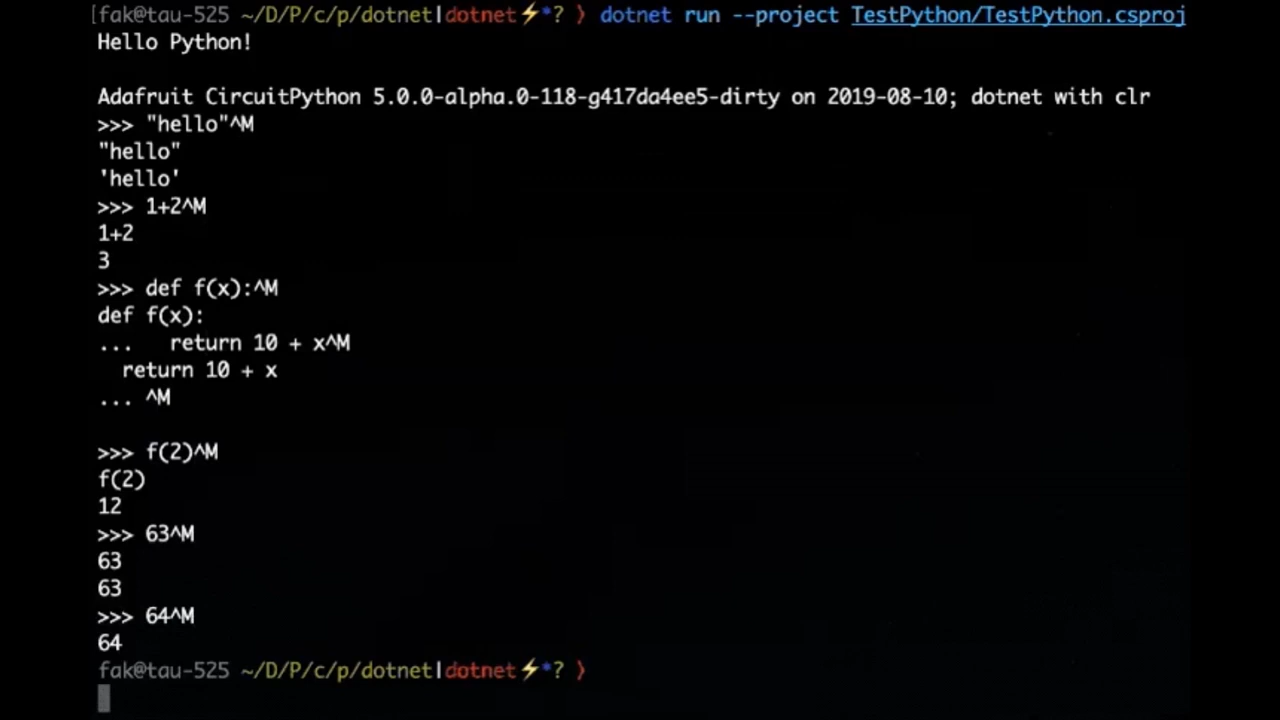 [fak@tau-525 ~/D/P/c/p/dotnet|dotnet⚡*? ⟩ dotnet run --project TestPython/TestPython.csproj
Hello Python!
Adafruit CircuitPython 5.0.0-alpha.0-118-g417da4ee5-dirty on 2019-08-10; dotnet with clr
>>> "hello"^M
"hello"
'hello'
>>> 1+2^M
1+2
3
>>> def f(x):^M
def f(x):
...   return 10 + x^M
  return 10 + x
... ^M
>>> f(2)^M
f(2)
12
>>> 63^M
63
63
>>> 64^M
64
fak@tau-525 ~/D/P/c/p/dotnet|dotnet⚡*? ⟩